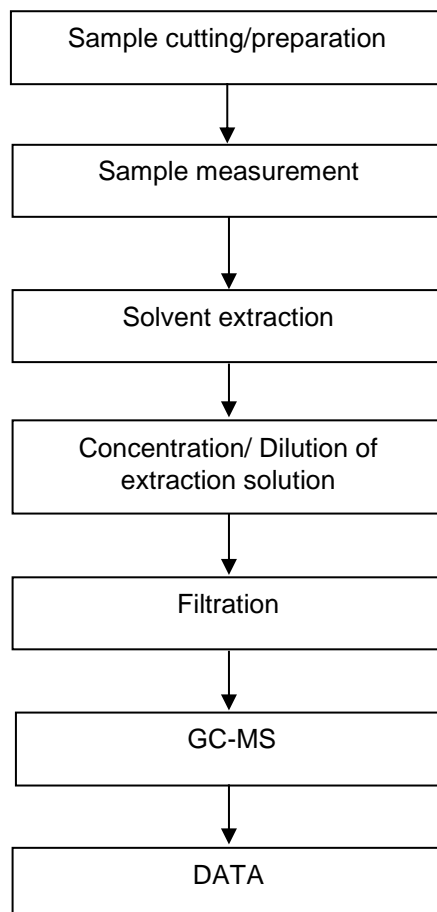 Sample cutting/preparation
Sample measurement
Solvent extraction
Concentration/ Dilution of
extraction solution
Filtration
GC-MS
DATA